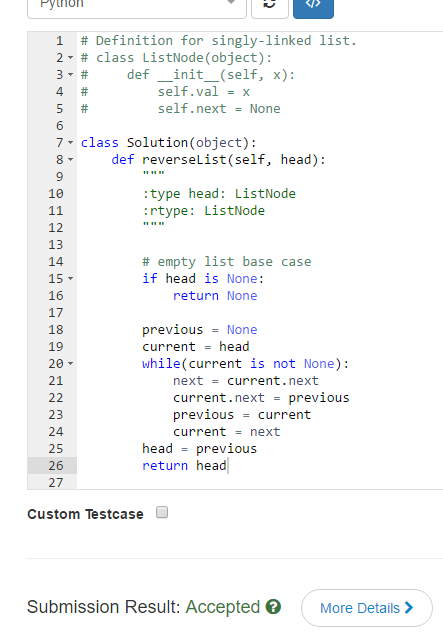 Python
</>
1 # Definition for singly-linked list.
2 # class ListNode(object):
3 #     def __init__(self, x):
4 #         self.val = x
5 #         self.next = None
6
7 class Solution(object):
8     def reverseList(self, head):
9         """
10         :type head: ListNode
11         :rtype: ListNode
12         """
13
14         # empty list base case
15         if head is None:
16             return None
17
18         previous = None
19         current = head
20         while(current is not None):
21             next = current.next
22             current.next = previous
23             previous = current
24             current = next
25         head = previous
26         return head
27
Custom Testcase
Submission Result: Accepted ?
More Details